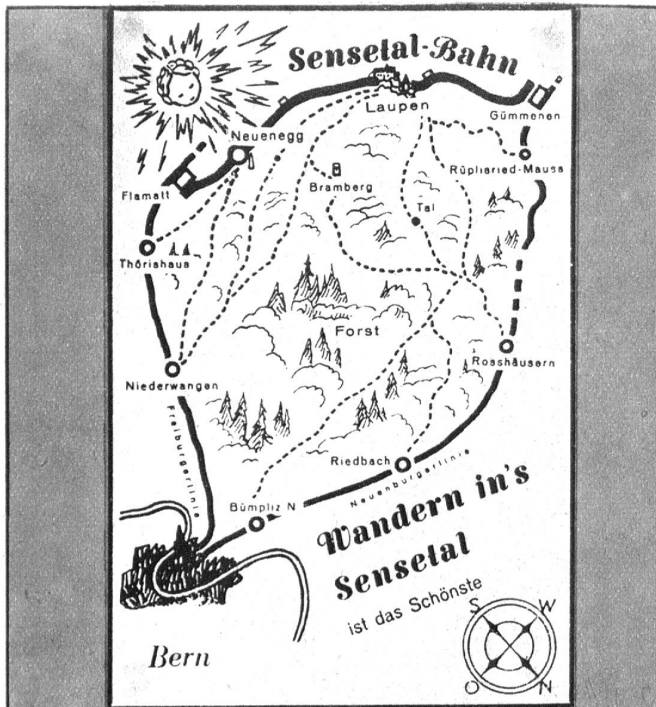 Sensetal-Bahn
Laupen
Gümmenen
Neuenegg
Rüplisried-Mauss
Flamatt
Bramberg
Tal
Thörishaus
Forst
Rosshäusern
Niederwangen
Freiburgerlinie
Riedbach
Neuenburgerlinie
Bümpliz N
Wandern in's
Sensetal
ist das Schönste
Bern
S
W
O
N